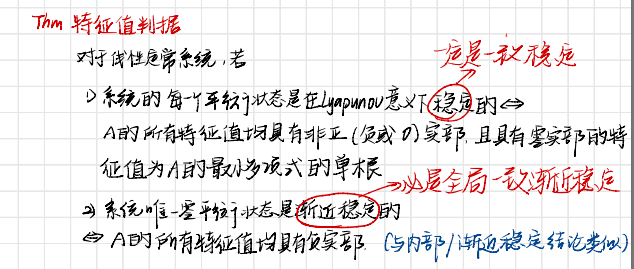 Thm 特征值判据
对于线性定常系统,若
一定是一致稳定
1) 系统的每一个平衡状态是在Lyapunov意义下稳定的⇔
A的所有特征值均具有非正(负或0)实部,且具有零实部的特
征值为A的最小多项式的单根
必是全局一致渐近稳定
2) 系统唯一零平衡状态是渐近稳定的
⇔ A的所有特征值均具有负实部. (与内部/渐近稳定结论类似)